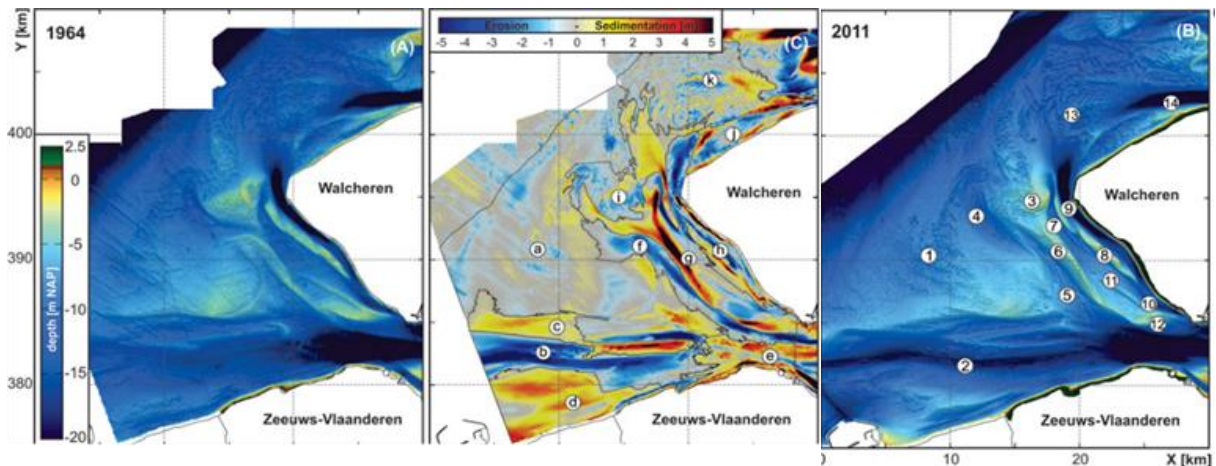 Y [km]
1964
(A)
400
390
380
depth [m NAP]
2.5
0
-5
-10
-15
-20
Walcheren
Zeeuws-Vlaanderen
Erosion
Sedimentation [m]
-5 -4 -3 -2 -1 0 1 2 3 4 5
(C)
k
j
Walcheren
i
a
f
g
h
c
b
e
d
Zeeuws-Vlaanderen
2011
(B)
14
13
Walcheren
3
9
4
7
1
6
8
11
5
10
12
2
Zeeuws-Vlaanderen
0 10 20 X [km]